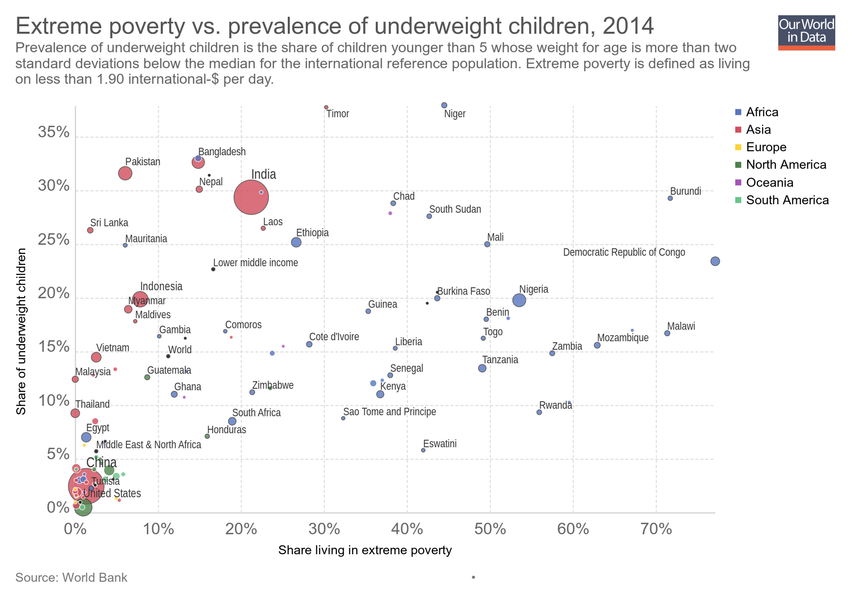 Extreme poverty vs. prevalence of underweight children, 2014
Our World
in Data
Prevalence of underweight children is the share of children younger than 5 whose weight for age is more than two
standard deviations below the median for the international reference population. Extreme poverty is defined as living
on less than 1.90 international-$ per day.
Timor
Niger
Africa
Asia
Europe
North America
Oceania
South America
35%
Bangladesh
Pakistan
India
Nepal
30%
Burundi
Chad
South Sudan
Sri Lanka
Laos
Ethiopia
Mauritania
Mali
25%
Democratic Republic of Congo
Lower middle income
Indonesia
Burkina Faso
Nigeria
20%
Myanmar
Guinea
Maldives
Benin
Gambia
Comoros
Togo
Malawi
Cote d'Ivoire
Liberia
Mozambique
Vietnam
World
Zambia
15%
Malaysia
Guatemala
Senegal
Tanzania
Ghana
Zimbabwe
Kenya
10%
Thailand
South Africa
Sao Tome and Principe
Rwanda
Egypt
Honduras
Middle East & North Africa
Eswatini
5%
China
Tunisia
United States
0%
0%
10%
20%
30%
40%
50%
60%
70%
Share of underweight children
Share living in extreme poverty
Source: World Bank